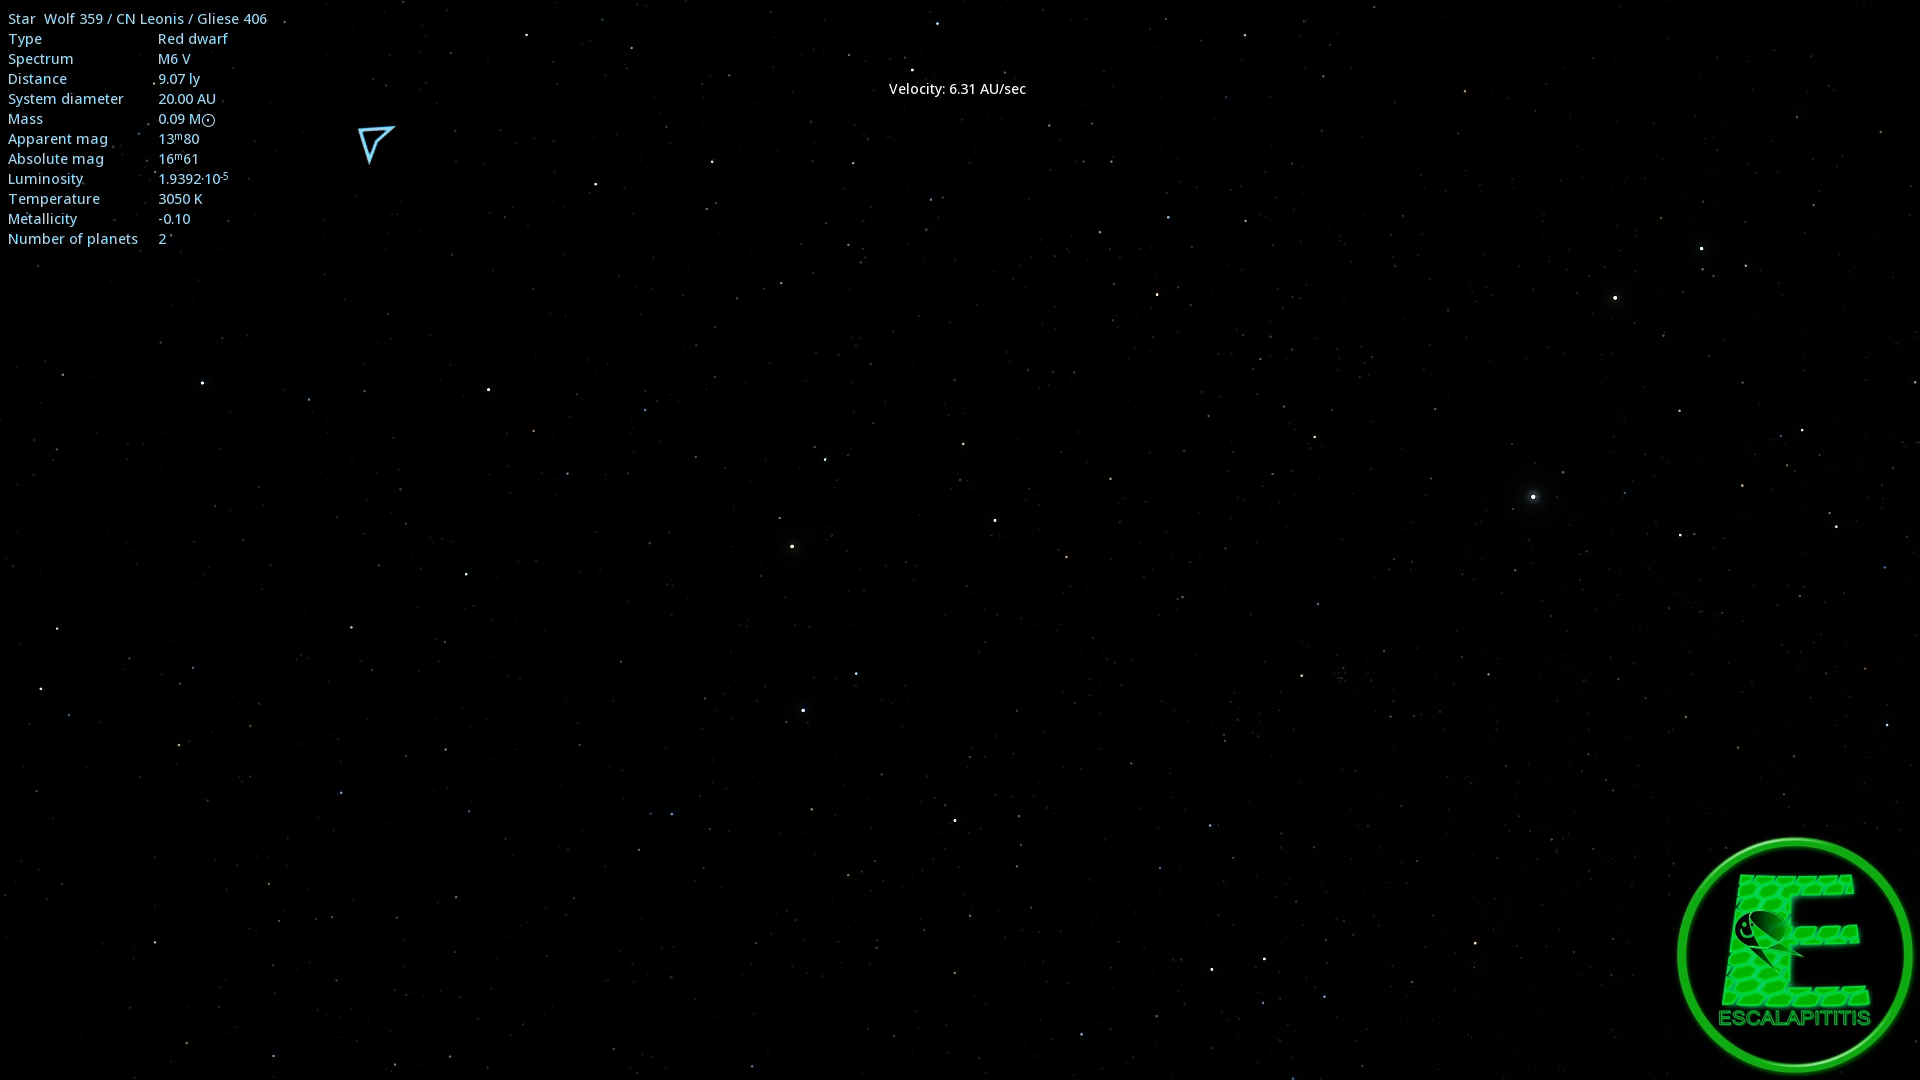 Star Wolf 359 / CN Leonis / Gliese 406
Type Red dwarf
Spectrum M6 V
Distance 9.07 ly
System diameter 20.00 AU
Mass 0.09 M☉
Apparent mag 13ᵐ80
Absolute mag 16ᵐ61
Luminosity 1.9392·10⁻⁵
Temperature 3050 K
Metallicity -0.10
Number of planets 2
Velocity: 6.31 AU/sec
E
ESCALAPITITIS